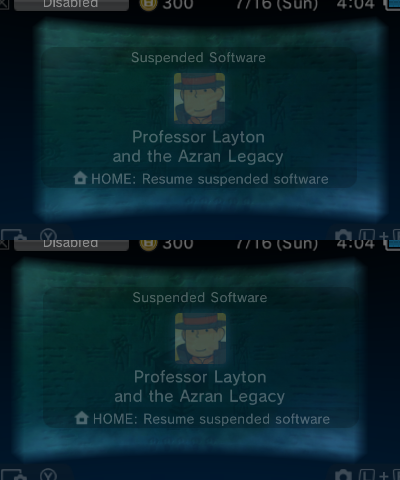 Disabled 300 7/16 (Sun) 4:04
Suspended Software
Professor Layton
and the Azran Legacy
HOME: Resume suspended software
Y L +
Disabled 300 7/16 (Sun) 4:04
Suspended Software
Professor Layton
and the Azran Legacy
HOME: Resume suspended software
Y L +